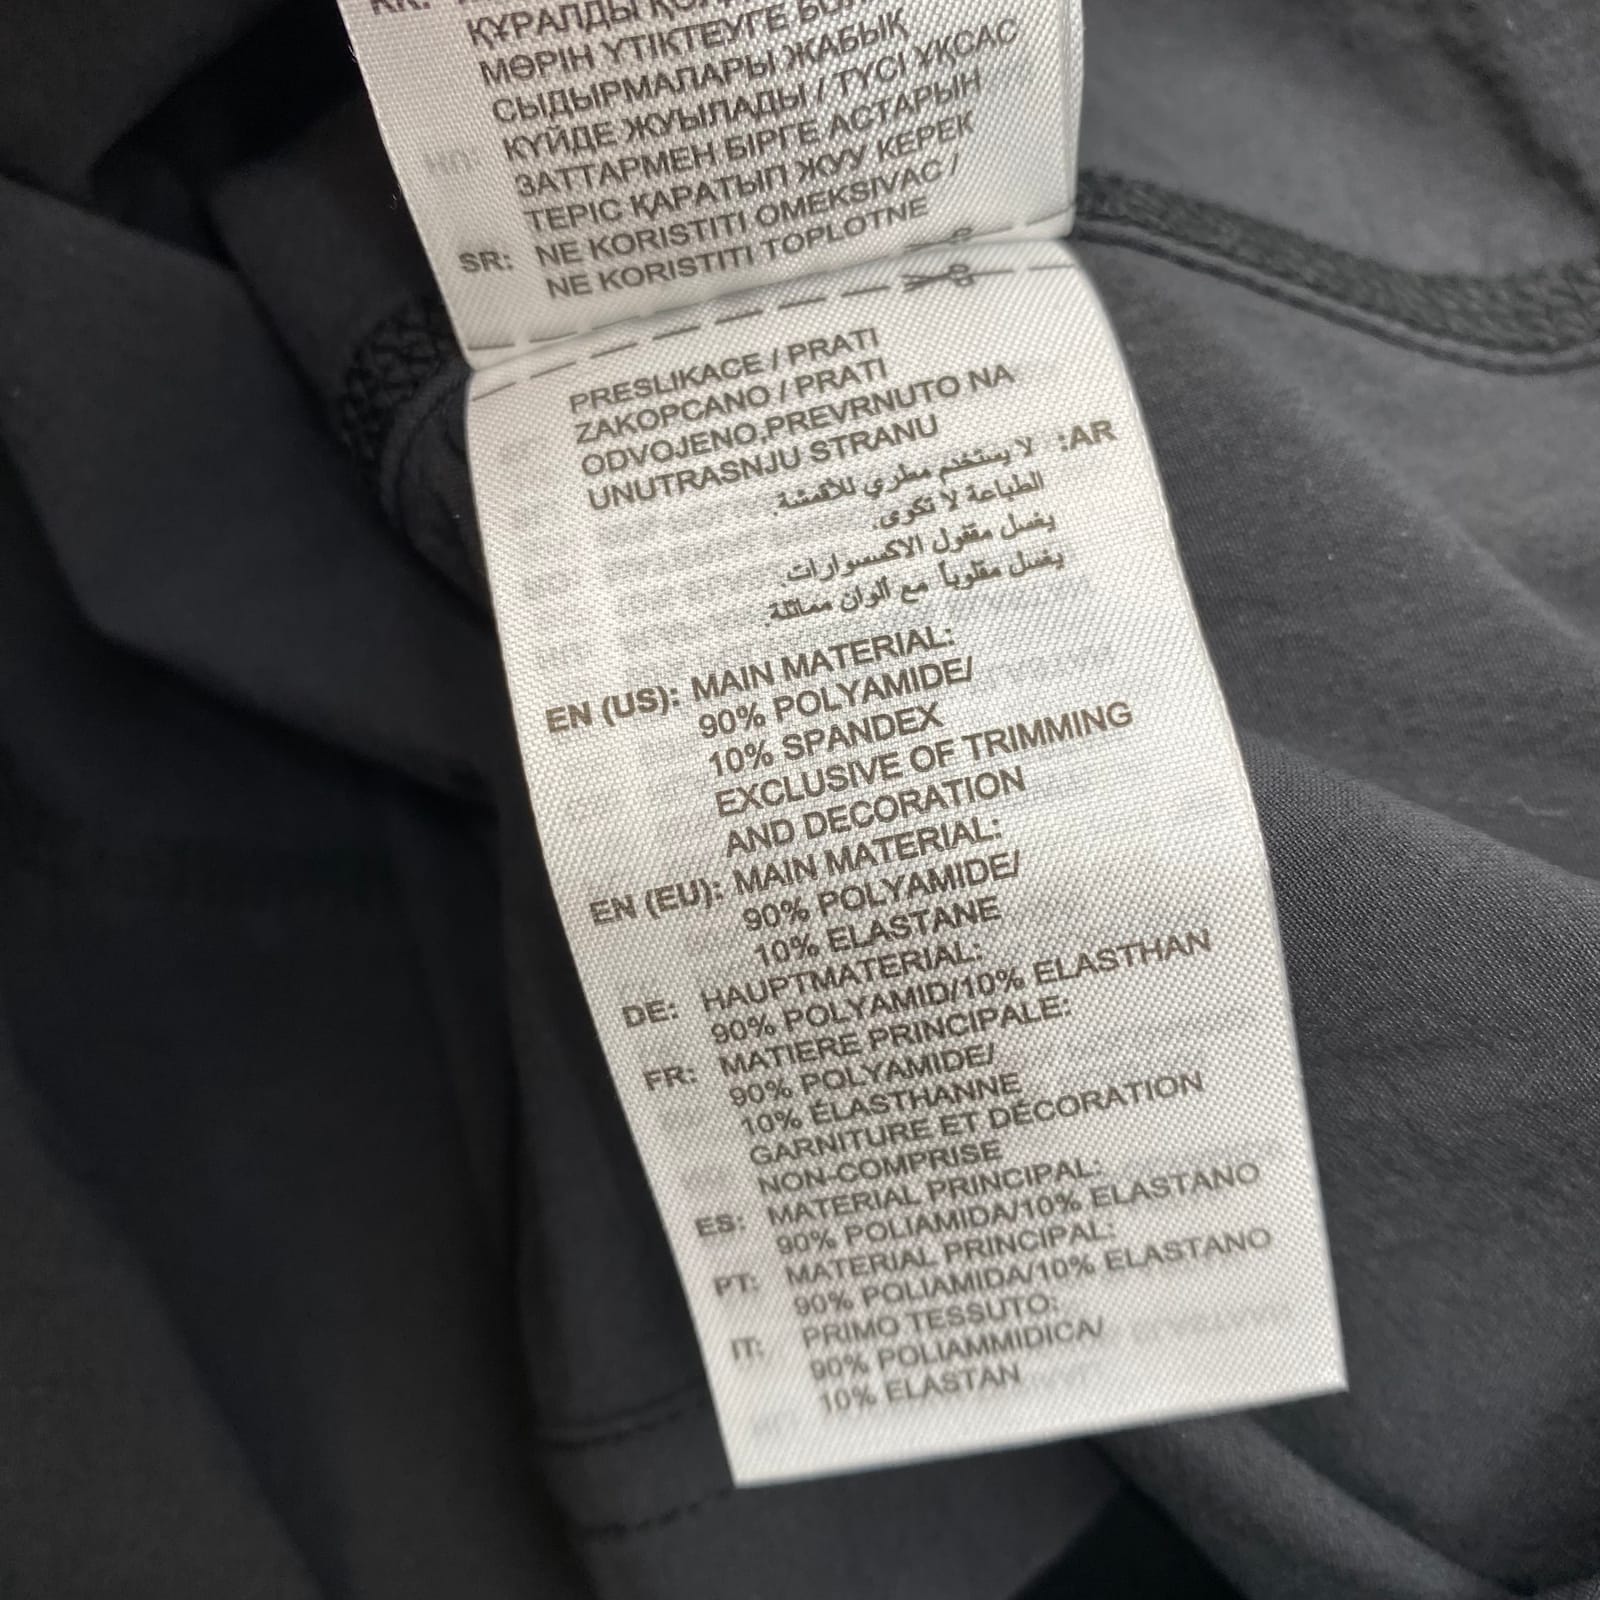 KK:
ҚҰРАЛДЫ
МӨРІН ҮТІКТЕУГЕ
СЫДЫРМАЛАРЫ ЖАБЫҚ
КҮЙДЕ ЖУЫЛАДЫ / ТҮСІ ҰҚСАС
ЗАТТАРМЕН БІРГЕ АСТАРЫН
ТЕРІС ҚАРАТЫП ЖУУ КЕРЕК
SR: NE KORISTITI OMEKSIVAC /
NE KORISTITI TOPLOTNE
PRESLIKACE / PRATI
ZAKOPCANO / PRATI
ODVOJENO,PREVRNUTO NA
UNUTRASNJU STRANU
AR: لا يستخدم مطري للأقمشة.
الطباعة لا تكوى.
يغسل مقفول الاكسسوارات.
يغسل مقلوباً مع ألوان مماثلة.
EN (US): MAIN MATERIAL:
90% POLYAMIDE/
10% SPANDEX
EXCLUSIVE OF TRIMMING
AND DECORATION
EN (EU): MAIN MATERIAL:
90% POLYAMIDE/
10% ELASTANE
DE: HAUPTMATERIAL:
90% POLYAMID/10% ELASTHAN
FR: MATIERE PRINCIPALE:
90% POLYAMIDE/
10% ÉLASTHANNE
GARNITURE ET DÉCORATION
NON-COMPRISE
ES: MATERIAL PRINCIPAL:
90% POLIAMIDA/10% ELASTANO
PT: MATERIAL PRINCIPAL:
90% POLIAMIDA/10% ELASTANO
IT: PRIMO TESSUTO:
90% POLIAMMIDICA/
10% ELASTAN